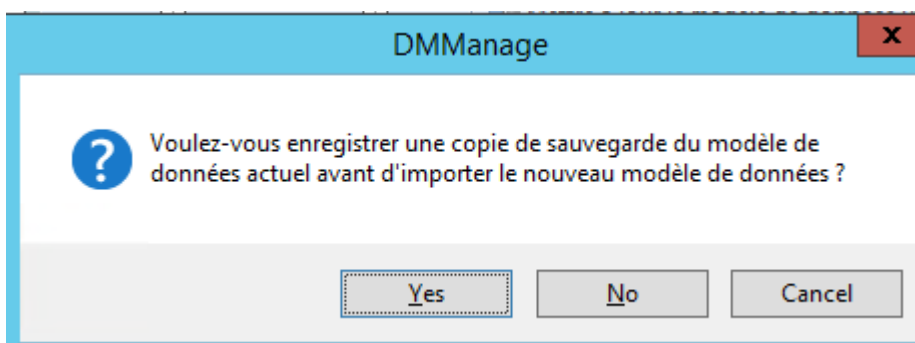 DMManage
x
Voulez-vous enregistrer une copie de sauvegarde du modèle de
données actuel avant d'importer le nouveau modèle de données ?
Yes
No
Cancel